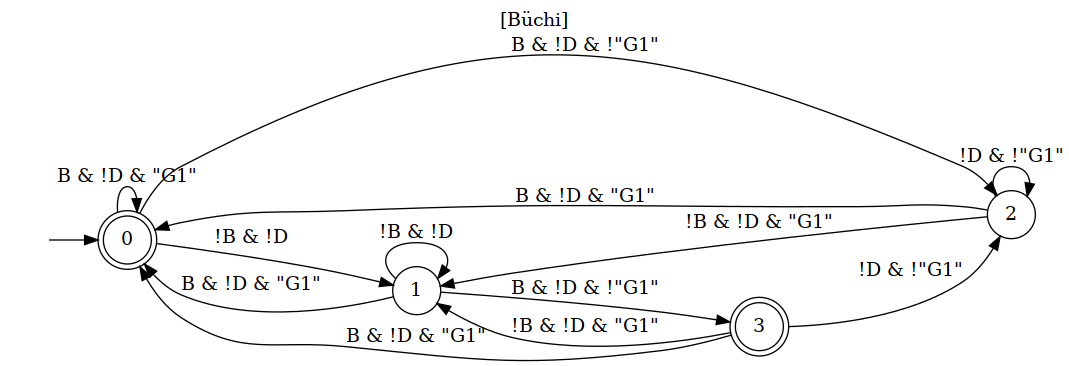 [Büchi]
B & !D & !"G1"
!D & !"G1"
B & !D & "G1"
B & !D & "G1"
!B & !D & "G1"
2
!B & !D
!B & !D
0
!D & !"G1"
B & !D & "G1"
1
B & !D & !"G1"
!B & !D & "G1"
3
B & !D & "G1"